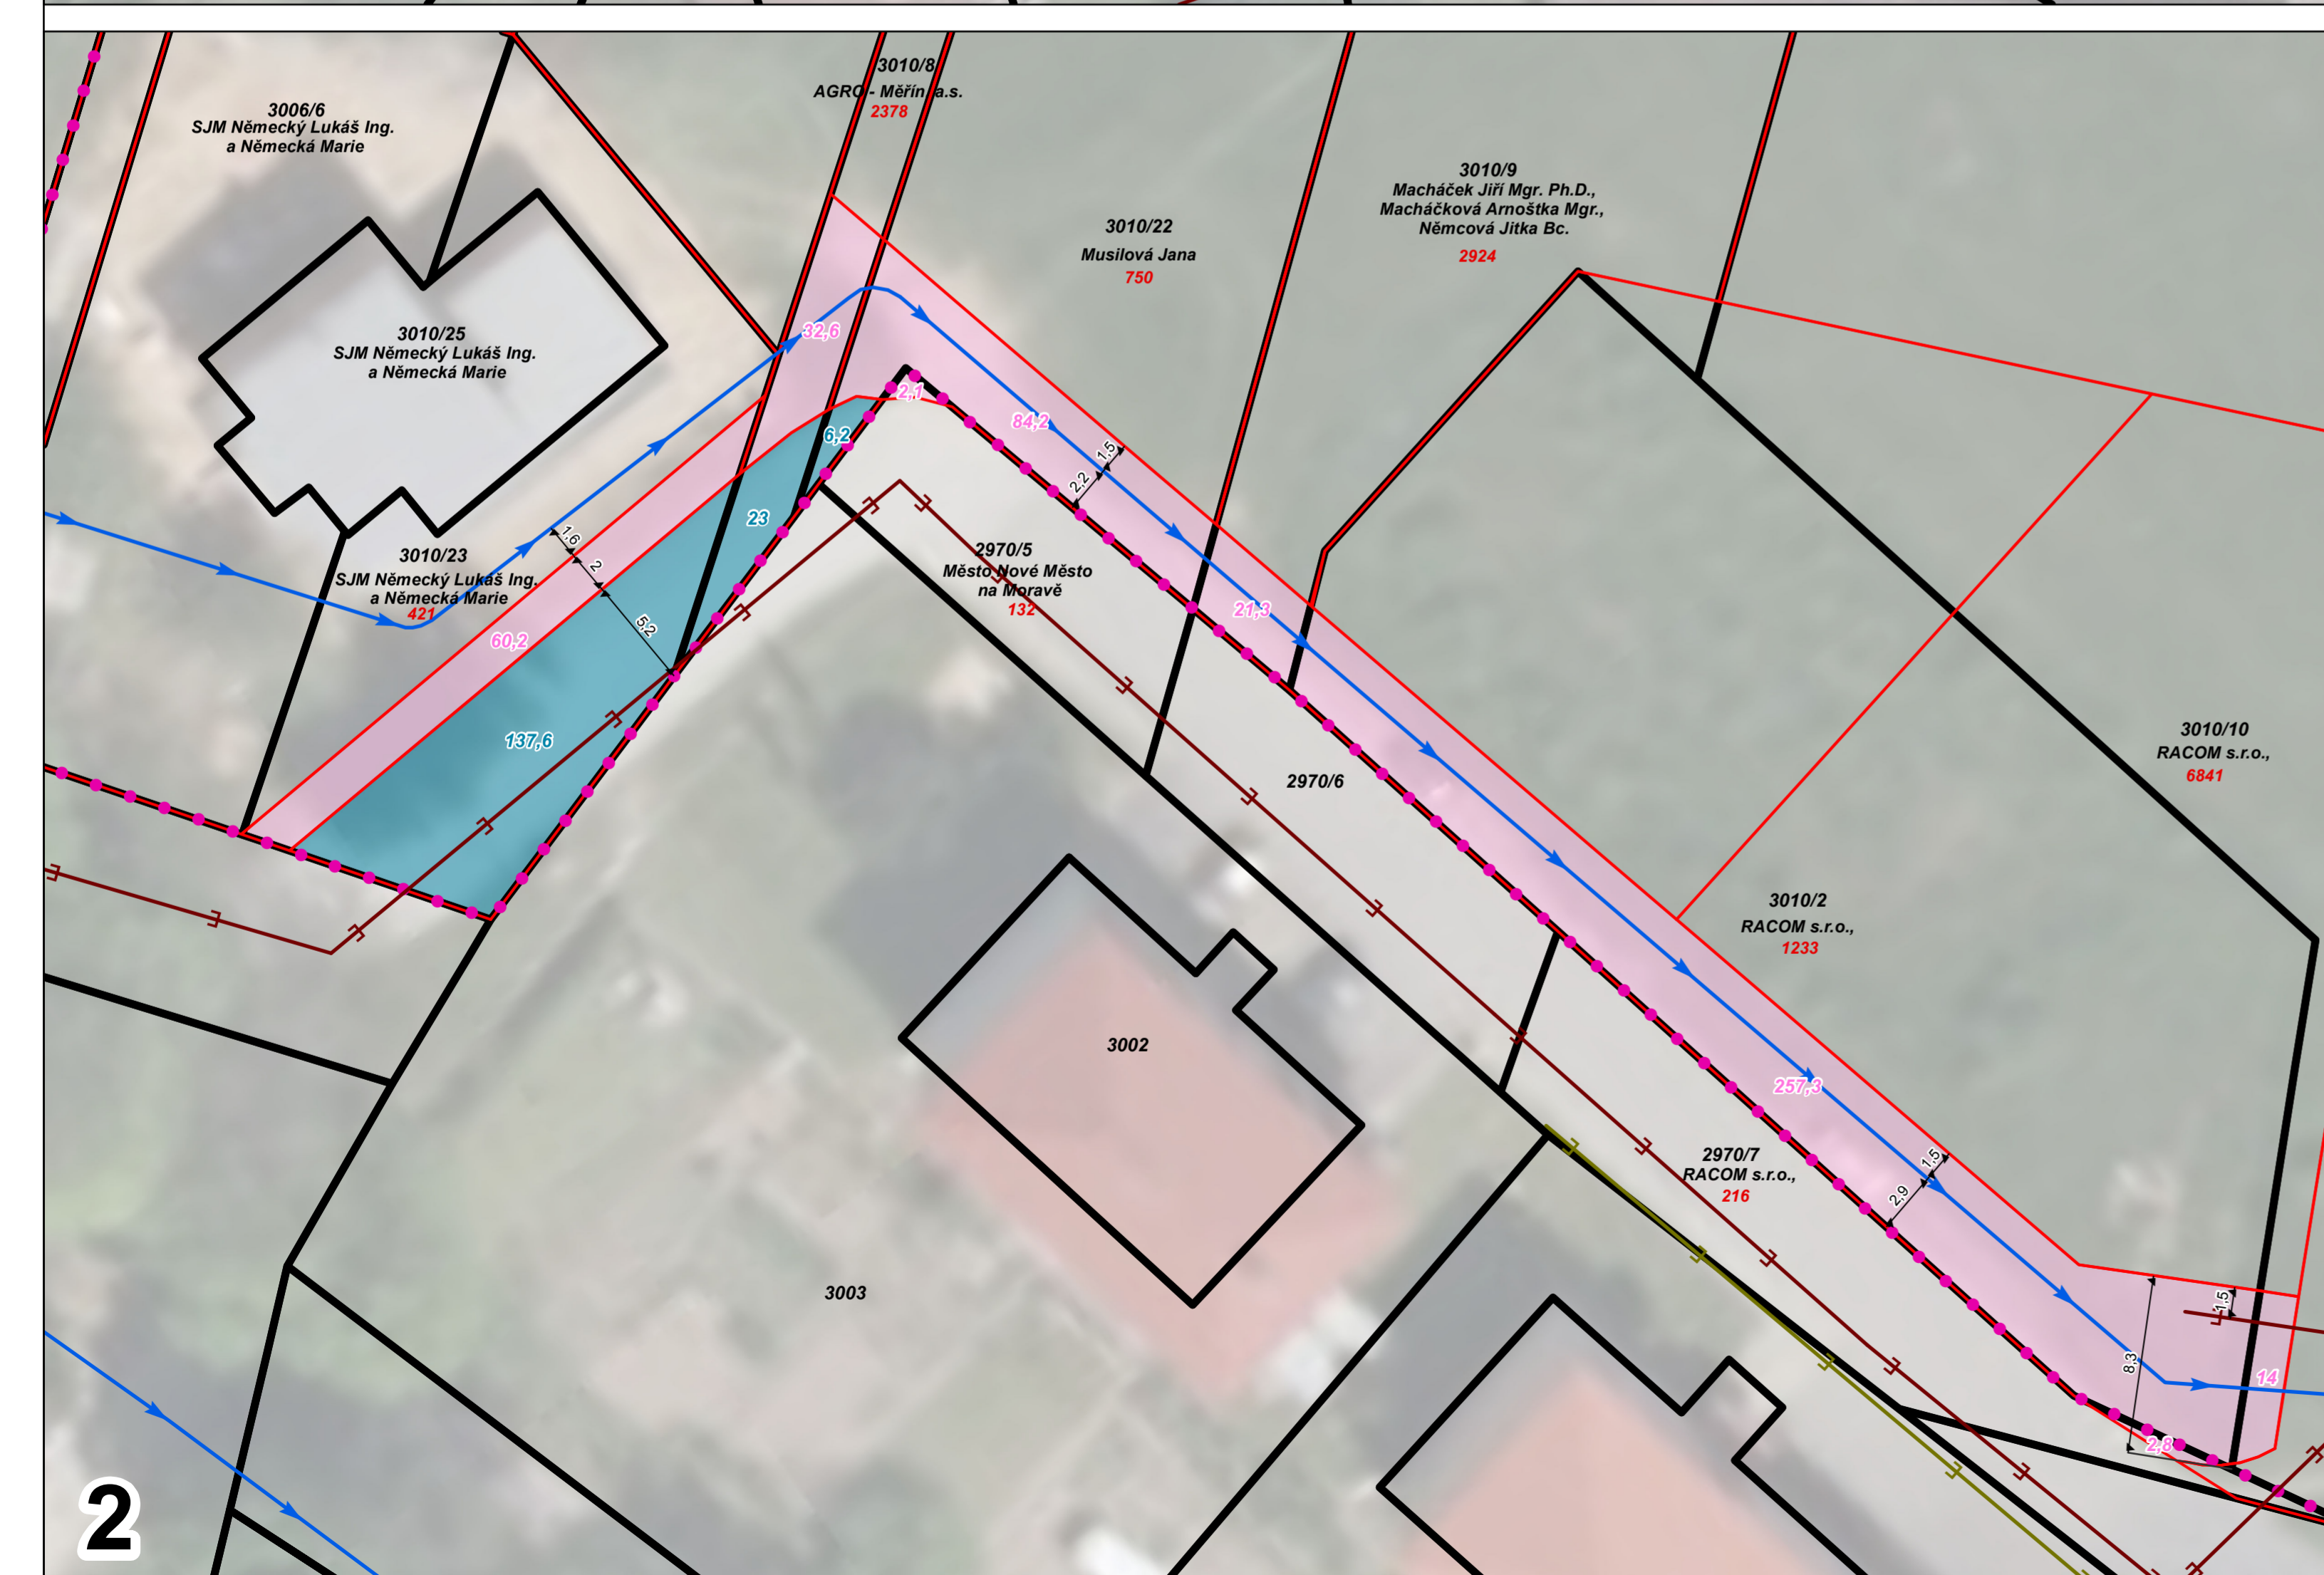 3010/8
AGRO - Měřín, a.s.
2378
3006/6
SJM Německý Lukáš Ing.
a Německá Marie
3010/9
Macháček Jiří Mgr. Ph.D.,
Macháčková Arnoštka Mgr.,
Němcová Jitka Bc.
2924
3010/22
Musilová Jana
750
3010/25
SJM Německý Lukáš Ing.
a Německá Marie
32,6
2,1
84,2
6,2
1,5
2,2
23
1,6
2
5,2
3010/23
SJM Německý Lukáš Ing.
a Německá Marie
421
2970/5
Město Nové Město
na Moravě
132
21,3
60,2
137,6
3010/10
RACOM s.r.o.,
6841
2970/6
3010/2
RACOM s.r.o.,
1233
3002
257,3
2970/7
RACOM s.r.o.,
216
1,5
2,9
3003
1,5
8,3
14
2,8
2